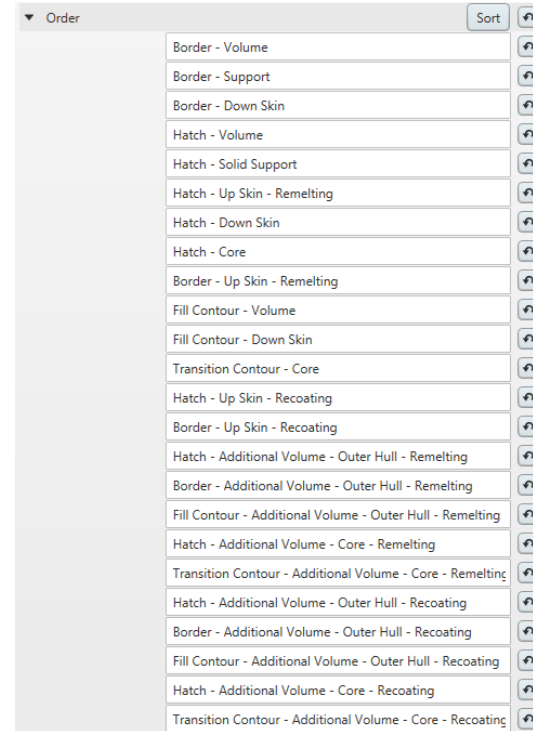 Order Sort
Border - Volume
Border - Support
Border - Down Skin
Hatch - Volume
Hatch - Solid Support
Hatch - Up Skin - Remelting
Hatch - Down Skin
Hatch - Core
Border - Up Skin - Remelting
Fill Contour - Volume
Fill Contour - Down Skin
Transition Contour - Core
Hatch - Up Skin - Recoating
Border - Up Skin - Recoating
Hatch - Additional Volume - Outer Hull - Remelting
Border - Additional Volume - Outer Hull - Remelting
Fill Contour - Additional Volume - Outer Hull - Remelting
Hatch - Additional Volume - Core - Remelting
Transition Contour - Additional Volume - Core - Remelting
Hatch - Additional Volume - Outer Hull - Recoating
Border - Additional Volume - Outer Hull - Recoating
Fill Contour - Additional Volume - Outer Hull - Recoating
Hatch - Additional Volume - Core - Recoating
Transition Contour - Additional Volume - Core - Recoating